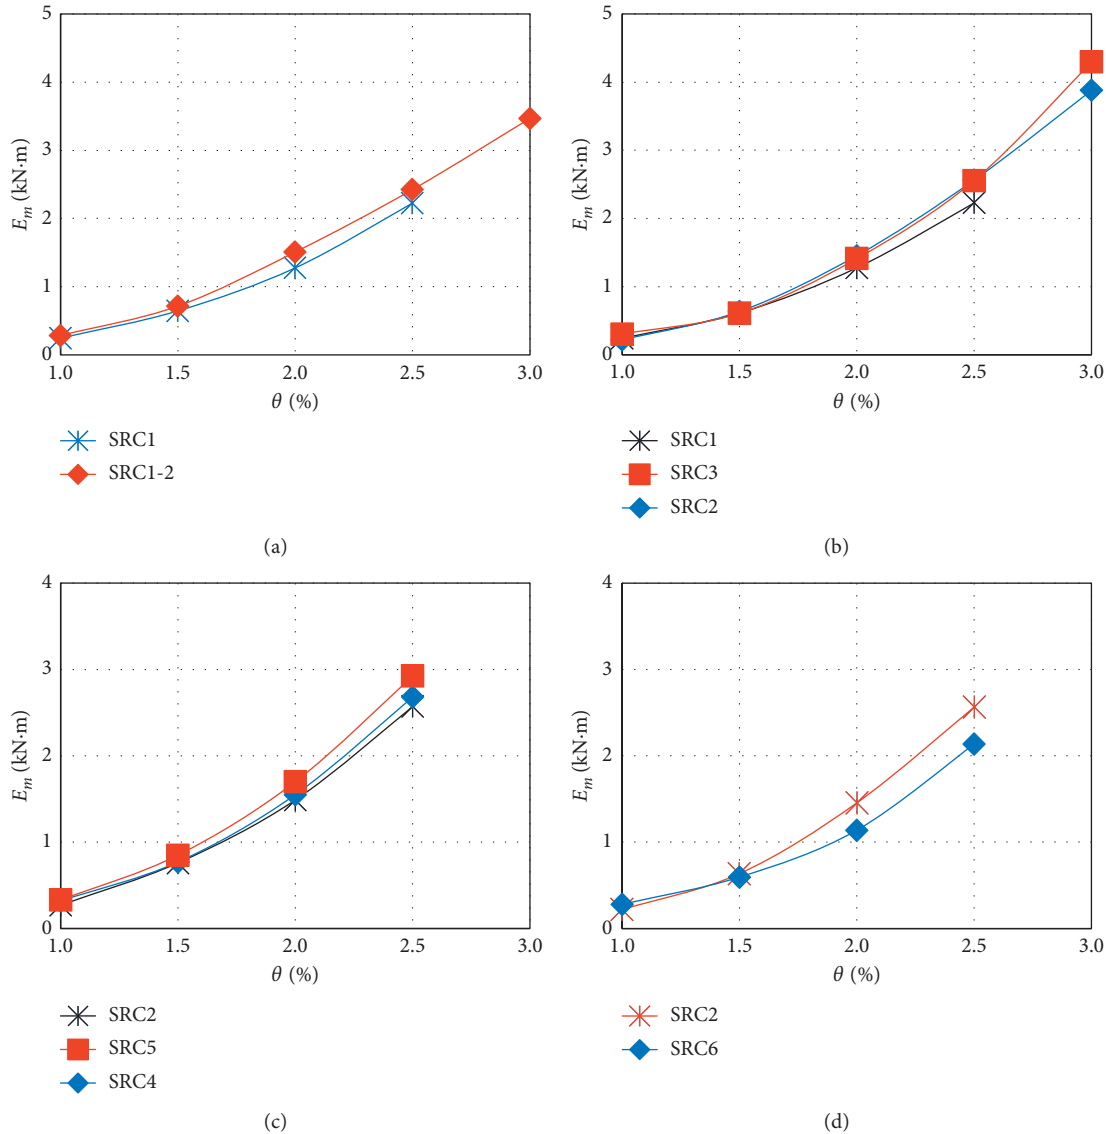 5
4
3
2
1
0
E_m (kN·m)
1.0 1.5 2.0 2.5 3.0
θ (%)
SRC1
SRC1-2
(a)
5
4
3
2
1
0
E_m (kN·m)
1.0 1.5 2.0 2.5 3.0
θ (%)
SRC1
SRC3
SRC2
(b)
4
3
2
1
0
E_m (kN·m)
1.0 1.5 2.0 2.5 3.0
θ (%)
SRC2
SRC5
SRC4
(c)
4
3
2
1
0
E_m (kN·m)
1.0 1.5 2.0 2.5 3.0
θ (%)
SRC2
SRC6
(d)